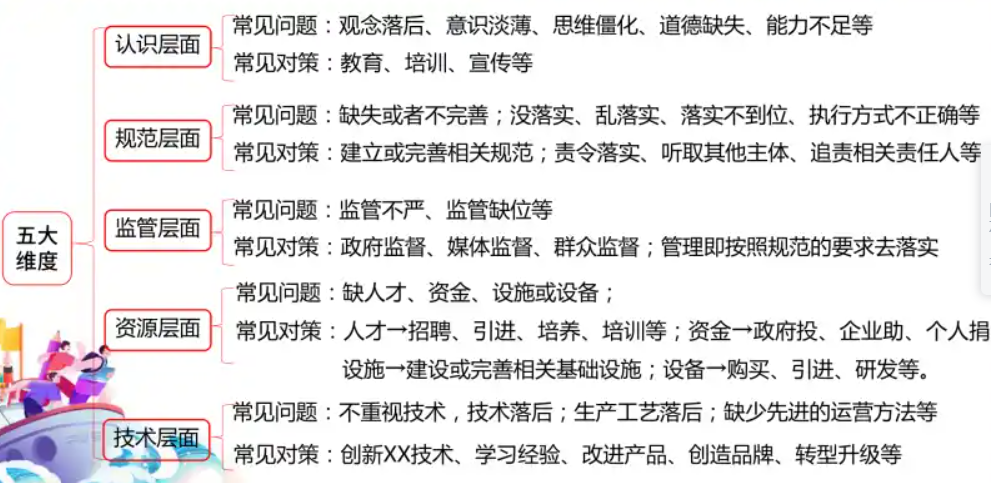 五大
维度
认识层面
常见问题：观念落后、意识淡薄、思维僵化、道德缺失、能力不足等
常见对策：教育、培训、宣传等
规范层面
常见问题：缺失或者不完善；没落实、乱落实、落实不到位、执行方式不正确等
常见对策：建立或完善相关规范；责令落实、听取其他主体、追责相关责任人等
监管层面
常见问题：监管不严、监管缺位等
常见对策：政府监督、媒体监督、群众监督；管理即按照规范的要求去落实
资源层面
常见问题：缺人才、资金、设施或设备；
常见对策：人才→招聘、引进、培养、培训等；资金→政府投、企业助、个人捐
设施→建设或完善相关基础设施；设备→购买、引进、研发等。
技术层面
常见问题：不重视技术，技术落后；生产工艺落后；缺少先进的运营方法等
常见对策：创新XX技术、学习经验、改进产品、创造品牌、转型升级等